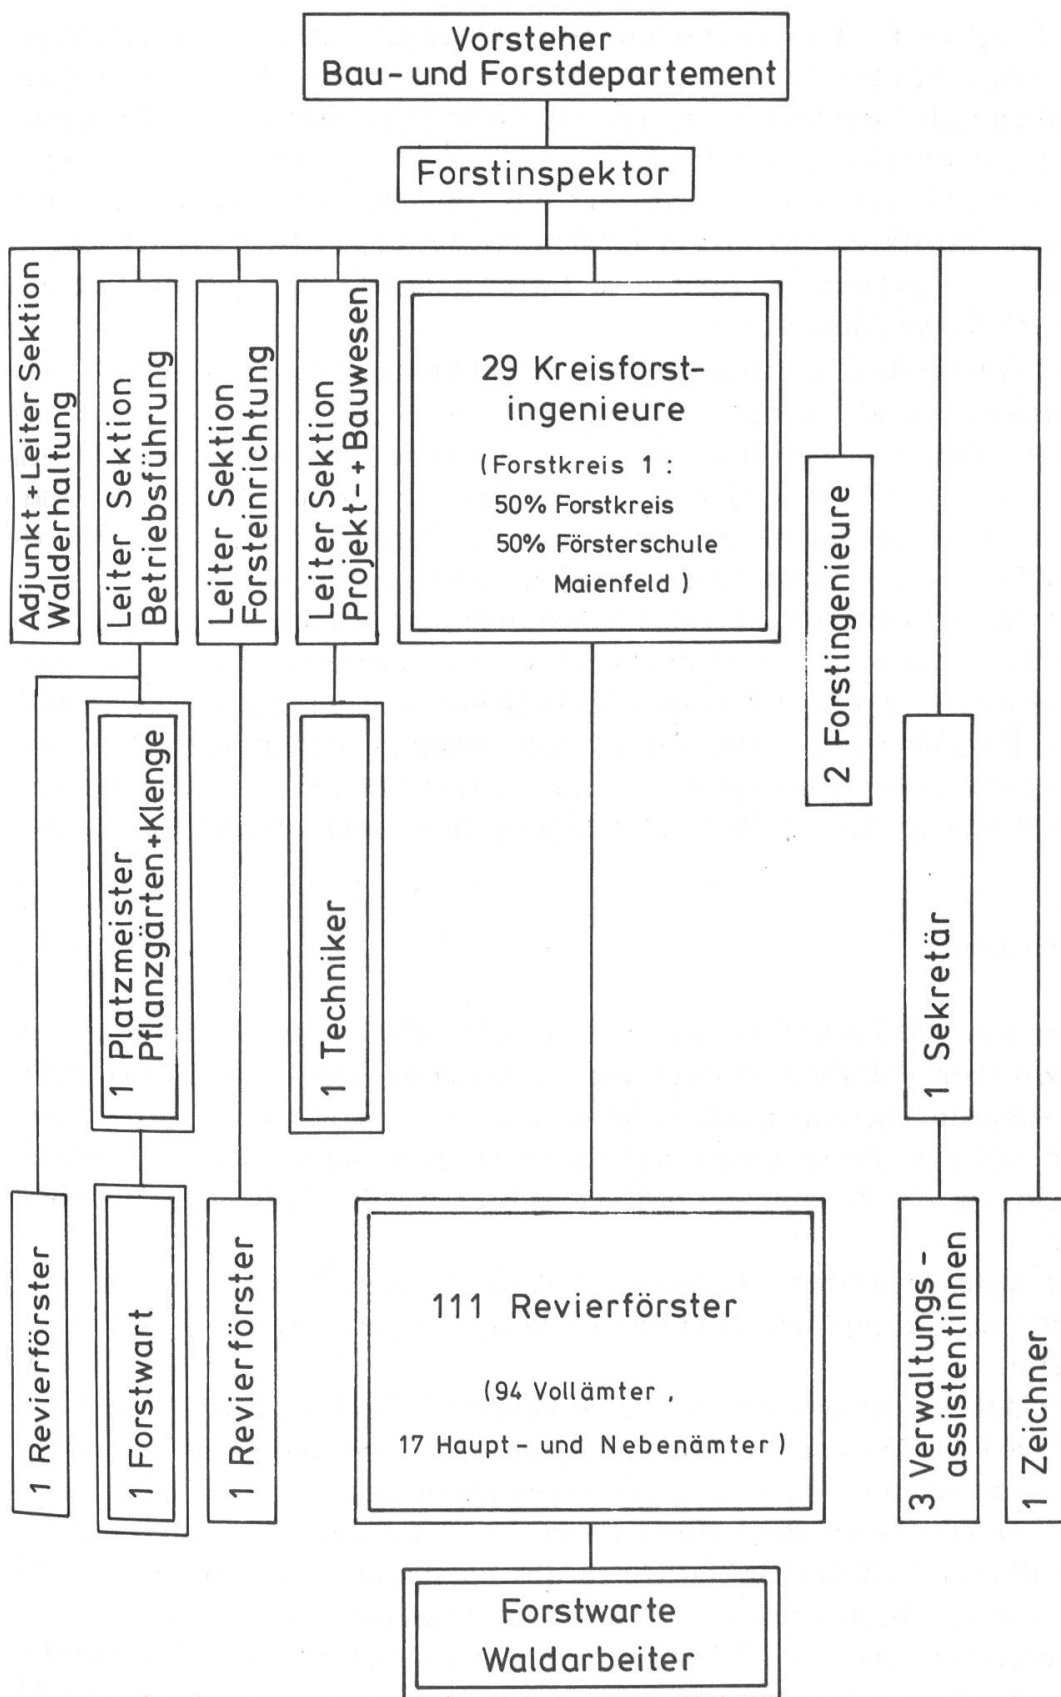 Vorsteher
Bau- und Forstdepartement
Forstinspektor
Adjunkt + Leiter Sektion
Walderhaltung
Leiter Sektion
Betriebsführung
Leiter Sektion
Forsteinrichtung
Leiter Sektion
Projekt- + Bauwesen
29 Kreisforst-
ingenieure
(Forstkreis 1 :
50% Forstkreis
50% Försterschule
Maienfeld )
2 Forstingenieure
1 Platzmeister
Pflanzgärten + Klenge
1 Techniker
1 Sekretär
1 Revierförster
1 Forstwart
1 Revierförster
111 Revierförster
(94 Vollämter ,
17 Haupt- und Nebenämter)
3 Verwaltungs-
assistentinnen
1 Zeichner
Forstwarte
Waldarbeiter